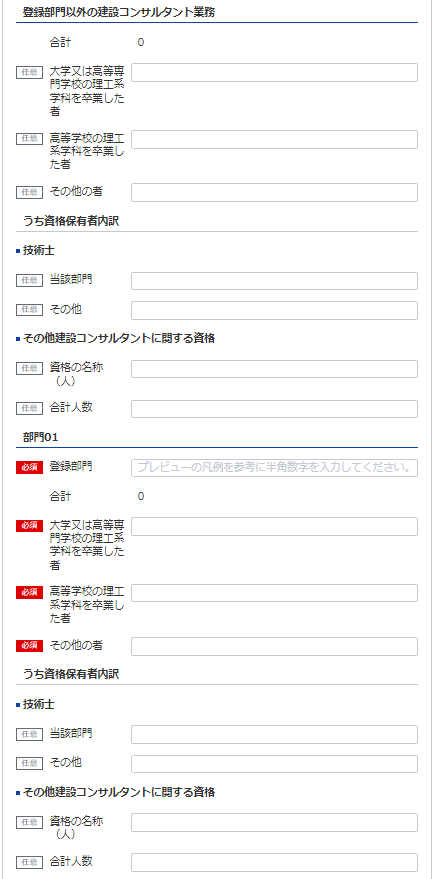 登録部門以外の建設コンサルタント業務
合計 0
任意 大学又は高等専
門学校の理工系
学科を卒業した
者
任意 高等学校の理工
系学科を卒業し
た者
任意 その他の者
うち資格保有者内訳
技術士
任意 当該部門
任意 その他
その他建設コンサルタントに関する資格
任意 資格の名称
（人）
任意 合計人数
部門01
必須 登録部門 プレビューの凡例を参考に半角数字を入力してください。
合計 0
必須 大学又は高等専
門学校の理工系
学科を卒業した
者
必須 高等学校の理工
系学科を卒業し
た者
必須 その他の者
うち資格保有者内訳
技術士
任意 当該部門
任意 その他
その他建設コンサルタントに関する資格
任意 資格の名称
（人）
任意 合計人数